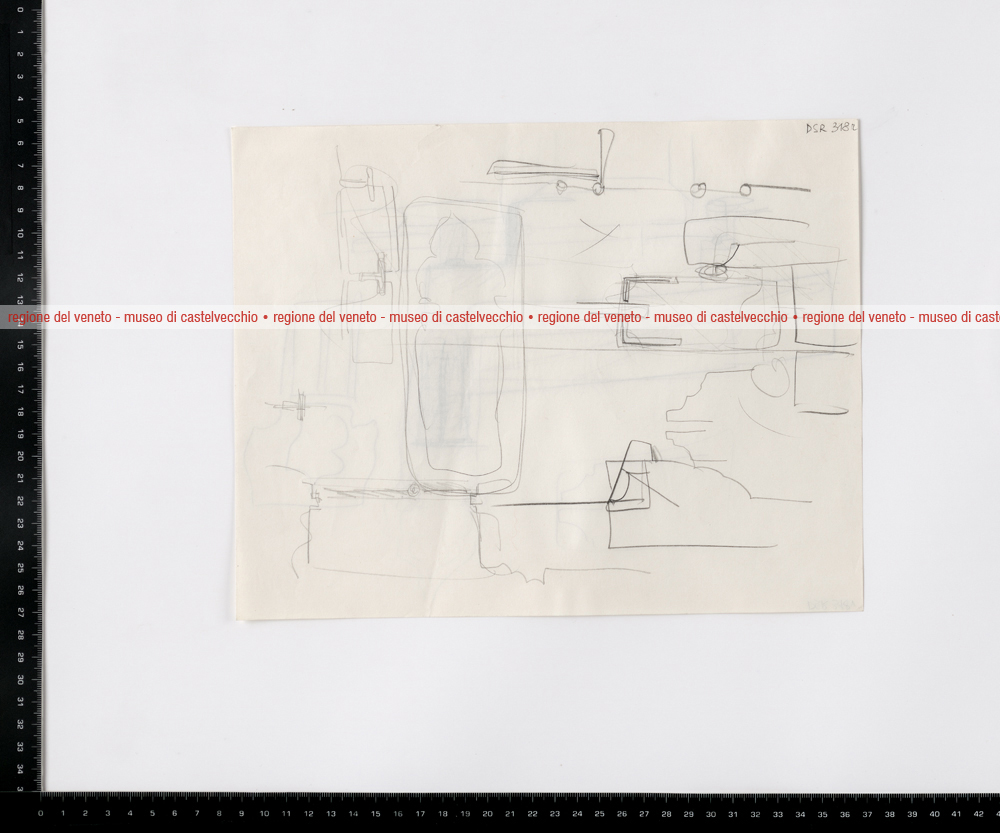 DSR 318r
regione del veneto - museo di castelvecchio • regione del veneto - museo di castelvecchio • regione del veneto - museo di castelvecchio • regione del veneto - museo di caste
0 1 2 3 4 5 6 7 8 9 10 11 12 13 14 15 16 17 18 19 20 21 22 23 24 25 26 27 28 29 30 31 32 33 34
0 1 2 3 4 5 6 7 8 9 10 11 12 13 14 15 16 17 18 19 20 21 22 23 24 25 26 27 28 29 30 31 32 33 34 35 36 37 38 39 40 41 42